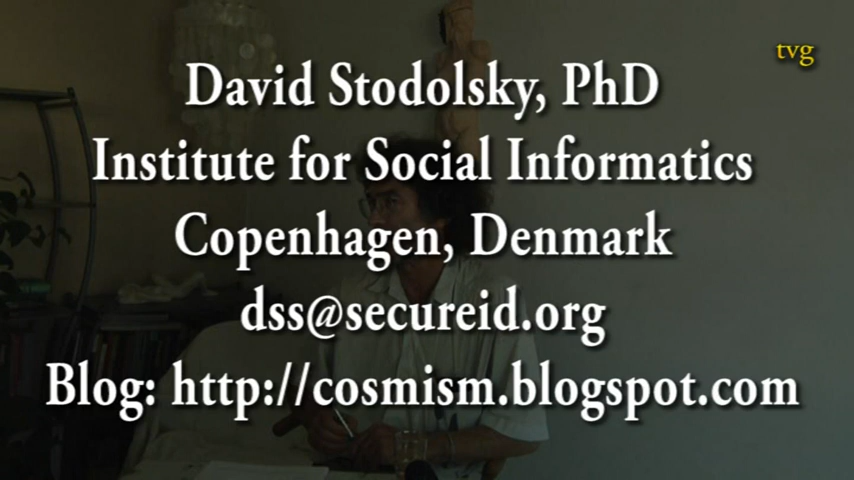 tvg
David Stodolsky, PhD
Institute for Social Informatics
Copenhagen, Denmark
dss@secureid.org
Blog: http://cosmism.blogspot.com